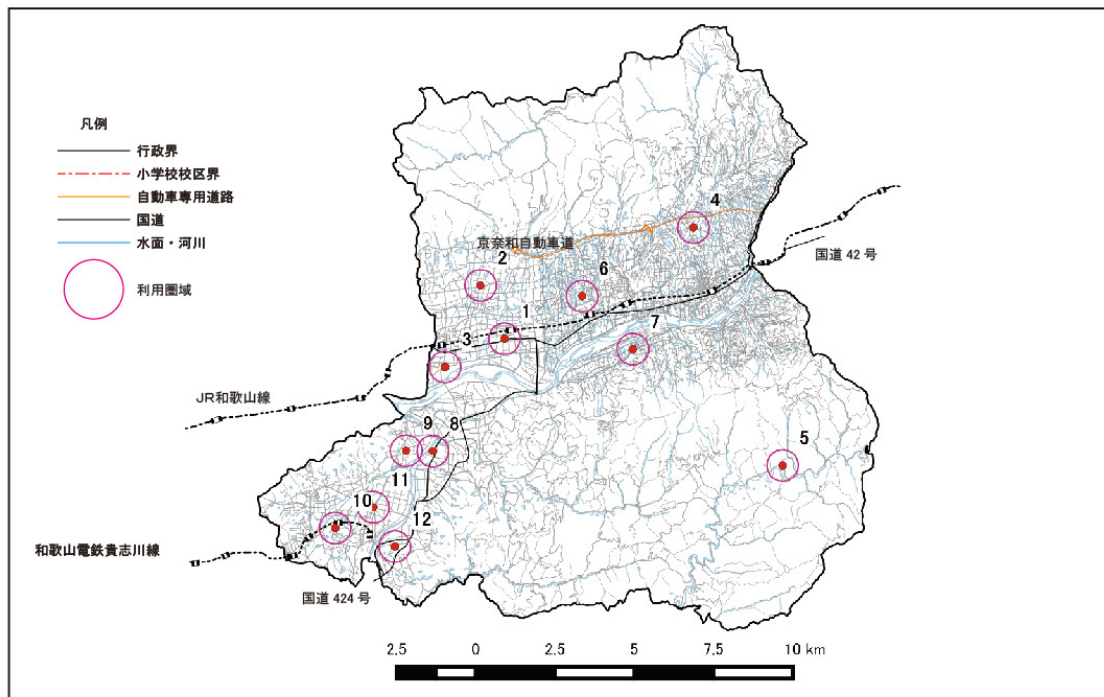 凡例
行政界
小学校校区界
自動車専用道路
国道
水面・河川
利用圏域
4
京奈和自動車道
国道 42 号
2
6
1
7
3
JR和歌山線
9
8
5
11
10
12
和歌山電鉄貴志川線
国道 424 号
2.5 0 2.5 5 7.5 10 km